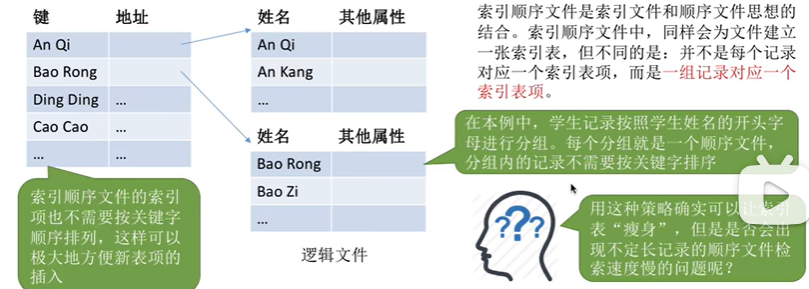 键 地址
An Qi
Bao Rong
Ding Ding …
Cao Cao …
… …
索引顺序文件的索引
项也不需要按关键字
顺序排列，这样可以
极大地方便新表项的
插入
姓名 其他属性
An Qi
An Kang
…
姓名 其他属性
Bao Rong
Bao Zi
…
逻辑文件
索引顺序文件是索引文件和顺序文件思想的
结合。索引顺序文件中，同样会为文件建立
一张索引表，但不同的是：并不是每个记录
对应一个索引表项，而是一组记录对应一个
索引表项。
在本例中，学生记录按照学生姓名的开头字
母进行分组。每个分组就是一个顺序文件，
分组内的记录不需要按关键字排序
???
用这种策略确实可以让索引
表“瘦身”，但是是否会出
现不定长记录的顺序文件检
索速度慢的问题呢？